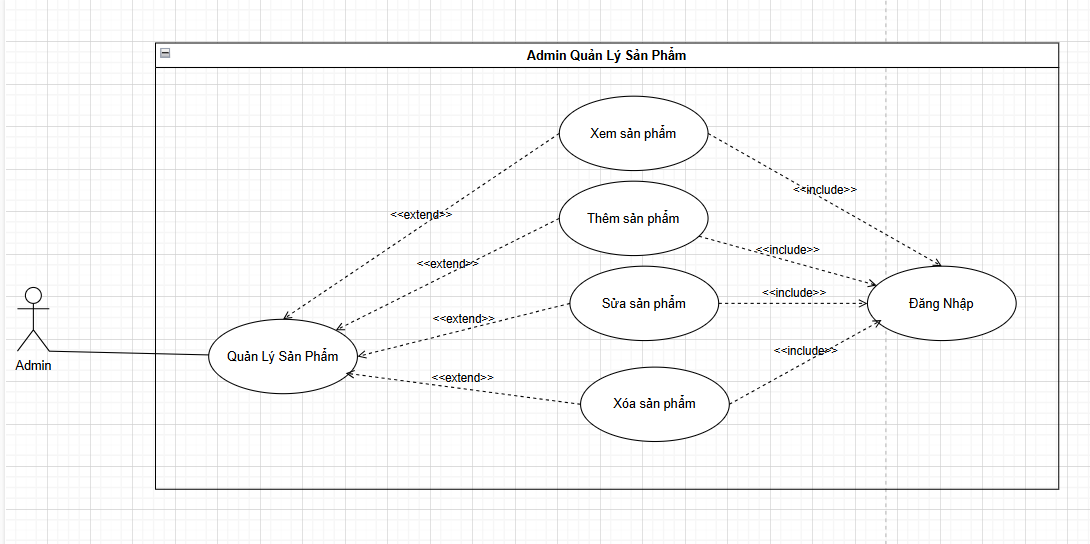 Admin Quản Lý Sản Phẩm
Xem sản phẩm
<<include>>
<<extend>>
Thêm sản phẩm
<<include>>
<<extend>>
<<include>>
Sửa sản phẩm
Đăng Nhập
<<extend>>
<<include>>
Quản Lý Sản Phẩm
Admin
<<extend>>
Xóa sản phẩm